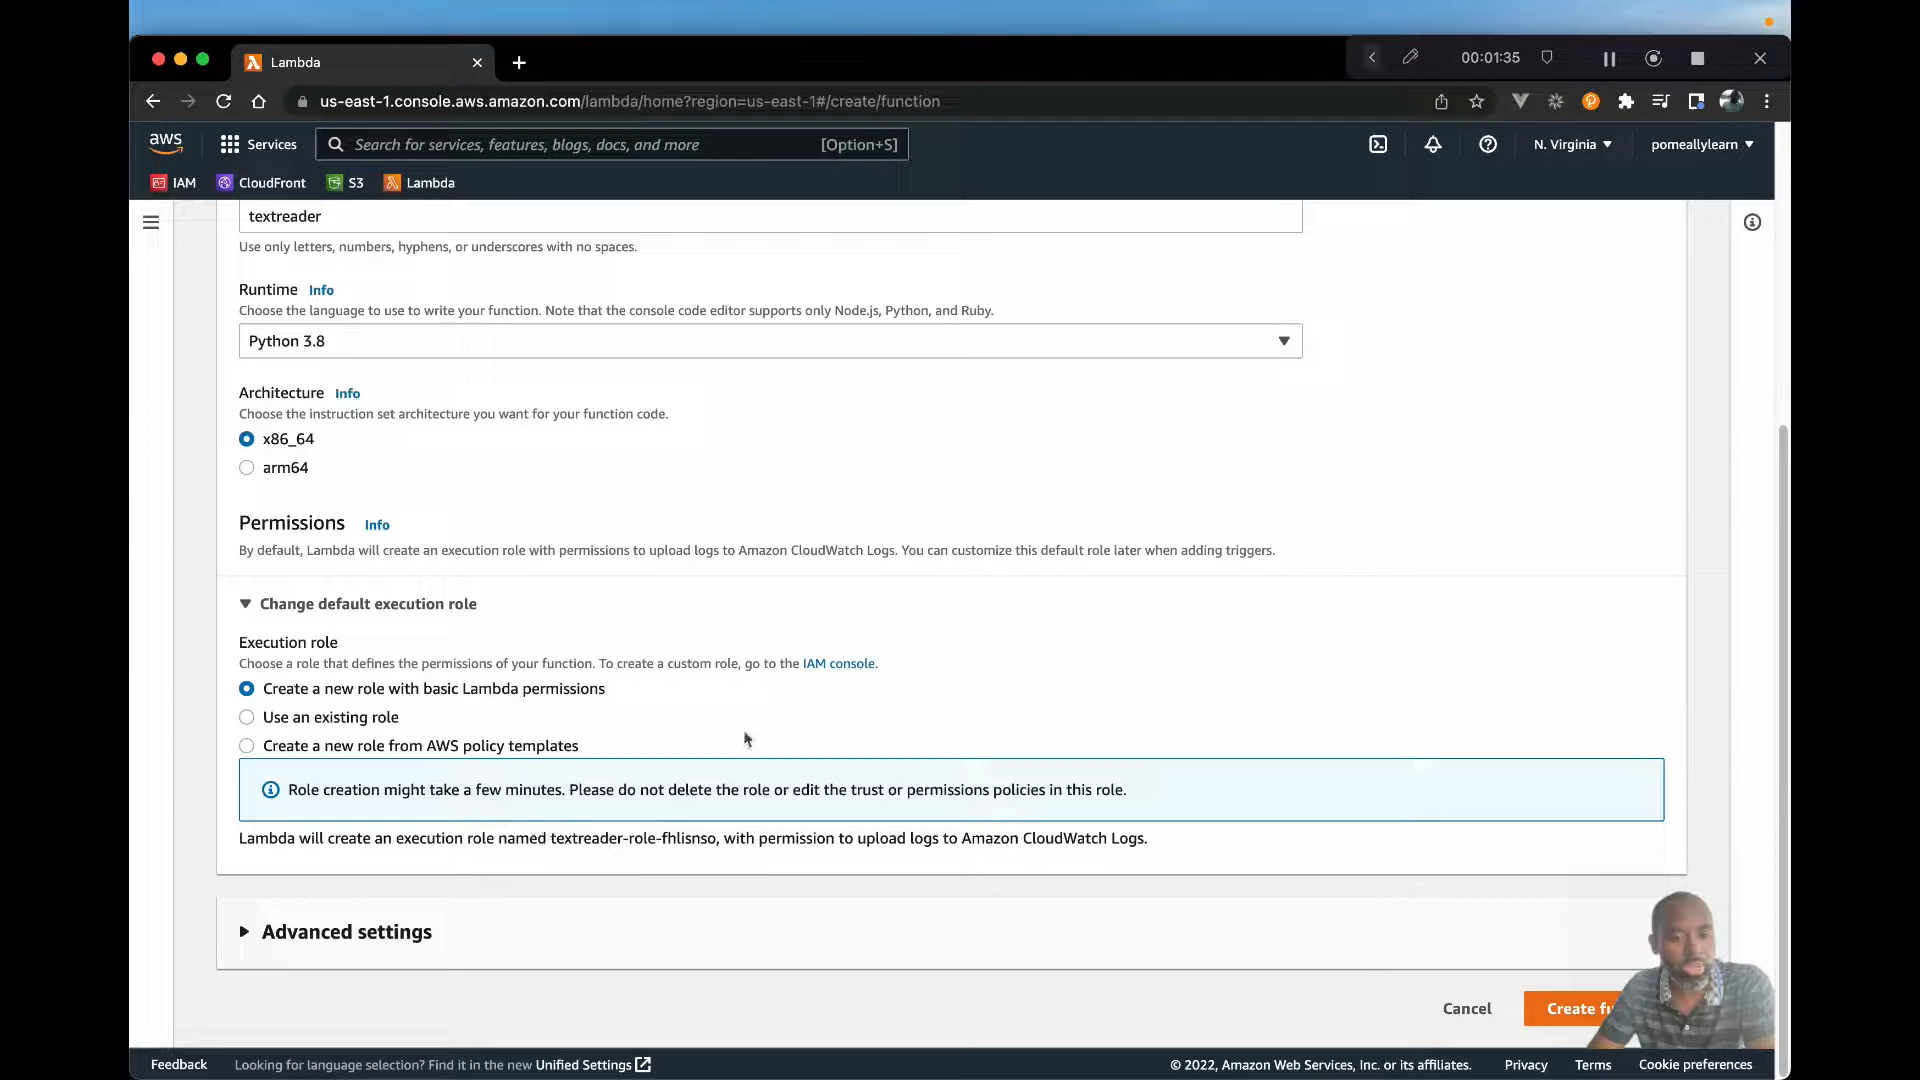 Lambda
00:01:35
us-east-1.console.aws.amazon.com/lambda/home?region=us-east-1#/create/function
aws
Services
Search for services, features, blogs, docs, and more
[Option+S]
N. Virginia
pomeallylearn
IAM
CloudFront
S3
Lambda
textreader
Use only letters, numbers, hyphens, or underscores with no spaces.
Runtime Info
Choose the language to use to write your function. Note that the console code editor supports only Node.js, Python, and Ruby.
Python 3.8
Architecture Info
Choose the instruction set architecture you want for your function code.
x86_64
arm64
Permissions Info
By default, Lambda will create an execution role with permissions to upload logs to Amazon CloudWatch Logs. You can customize this default role later when adding triggers.
Change default execution role
Execution role
Choose a role that defines the permissions of your function. To create a custom role, go to the IAM console.
Create a new role with basic Lambda permissions
Use an existing role
Create a new role from AWS policy templates
Role creation might take a few minutes. Please do not delete the role or edit the trust or permissions policies in this role.
Lambda will create an execution role named textreader-role-fhlisnso, with permission to upload logs to Amazon CloudWatch Logs.
Advanced settings
Cancel
Create
Feedback
Looking for language selection? Find it in the new Unified Settings
© 2022, Amazon Web Services, Inc. or its affiliates.
Privacy
Terms
Cookie preferences